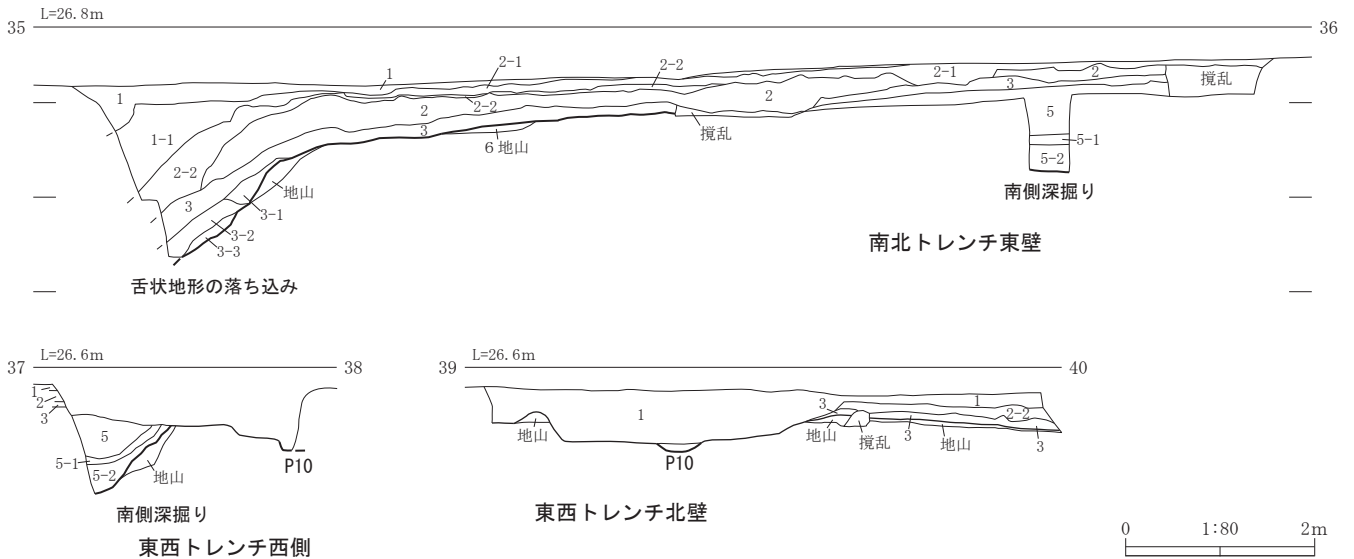 35 L=26.8m 36
1 2-1 2-2 2-1 2 3 撹乱
1 2-2 2
2 5
1-1 3 撹乱 5-1
6 地山
2-2 5-2
地山 南側深掘り
3 3-1
3-2 南北トレンチ東壁
3-3
舌状地形の落ち込み
37 L=26.6m 38
1
2
3
5
5-1
5-2 地山
P10
南側深掘り
東西トレンチ西側
39 L=26.6m 40
1 1
3 2-2
地山 地山 撹乱 3 地山 3
P10
東西トレンチ北壁
0 1:80 2m